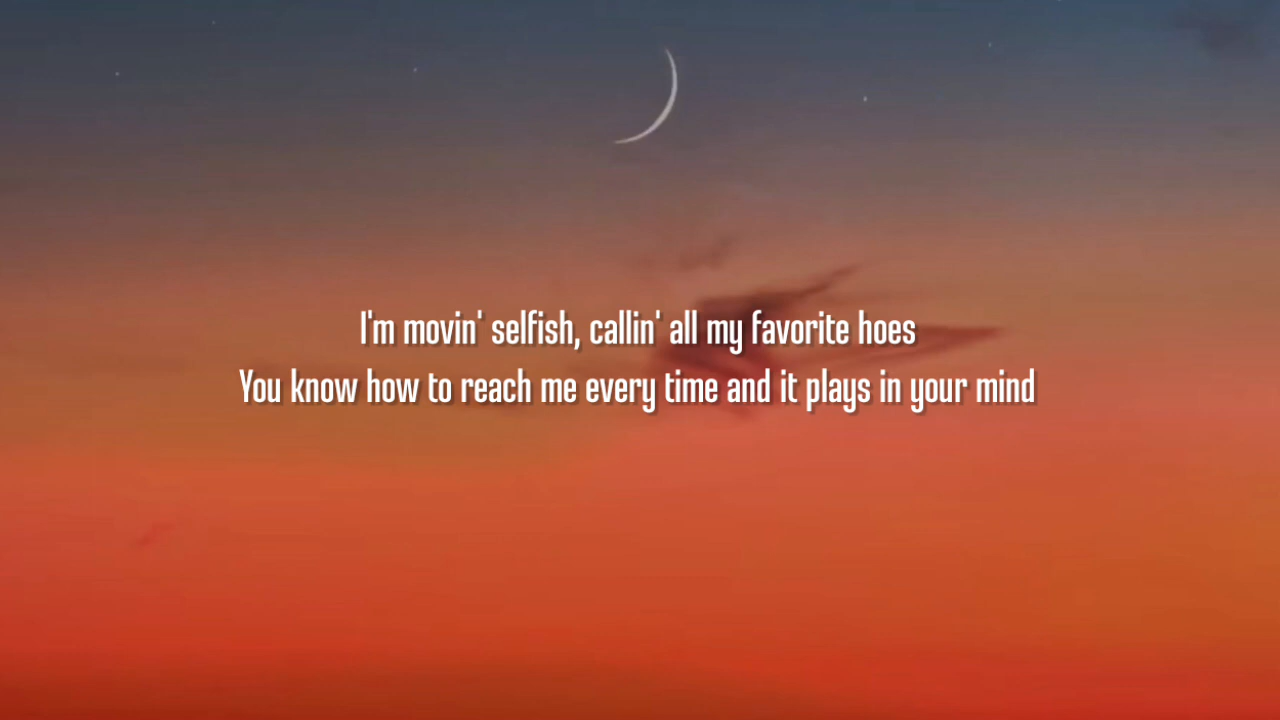 I'm movin' selfish, callin' all my favorite hoes
You know how to reach me every time and it plays in your mind